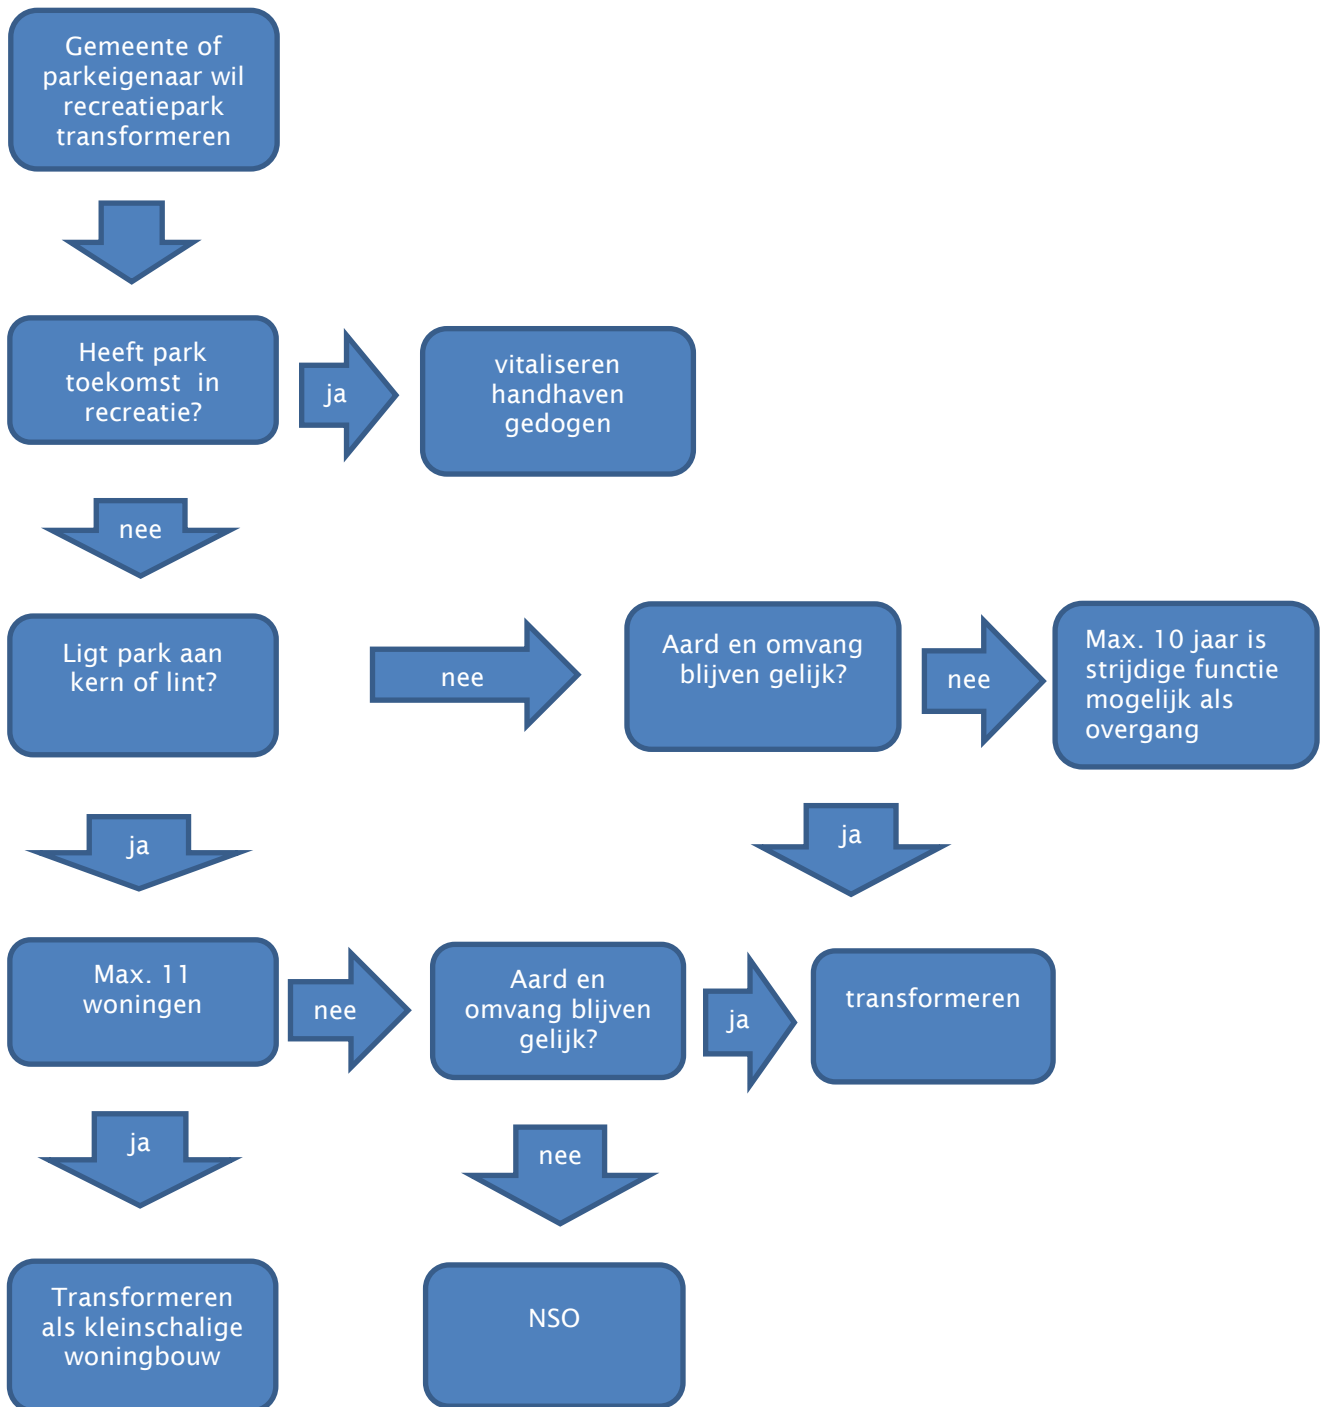 Gemeente of
parkeigenaar wil
recreatiepark
transformeren
Heeft park
toekomst in
recreatie?
ja
vitaliseren
handhaven
gedogen
nee
Ligt park aan
kern of lint?
nee
Aard en omvang
blijven gelijk?
nee
Max. 10 jaar is
strijdige functie
mogelijk als
overgang
ja
ja
Max. 11
woningen
nee
Aard en
omvang blijven
gelijk?
ja
transformeren
ja
nee
Transformeren
als kleinschalige
woningbouw
NSO